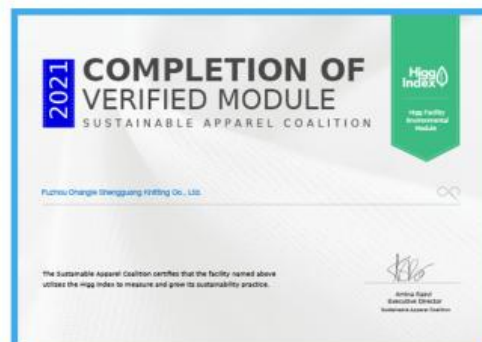 2021
COMPLETION OF
VERIFIED MODULE
SUSTAINABLE APPAREL COALITION
Higg
Index
Higg Facility
Environmental
Module
Fuzhou Shengguang Knitting Co., Ltd.
The Sustainable Apparel Coalition certifies that the facility named above
utilizes the Higg Index to measure and grow its sustainability practice.
Amina Razvi
Executive Director
Sustainable Apparel Coalition